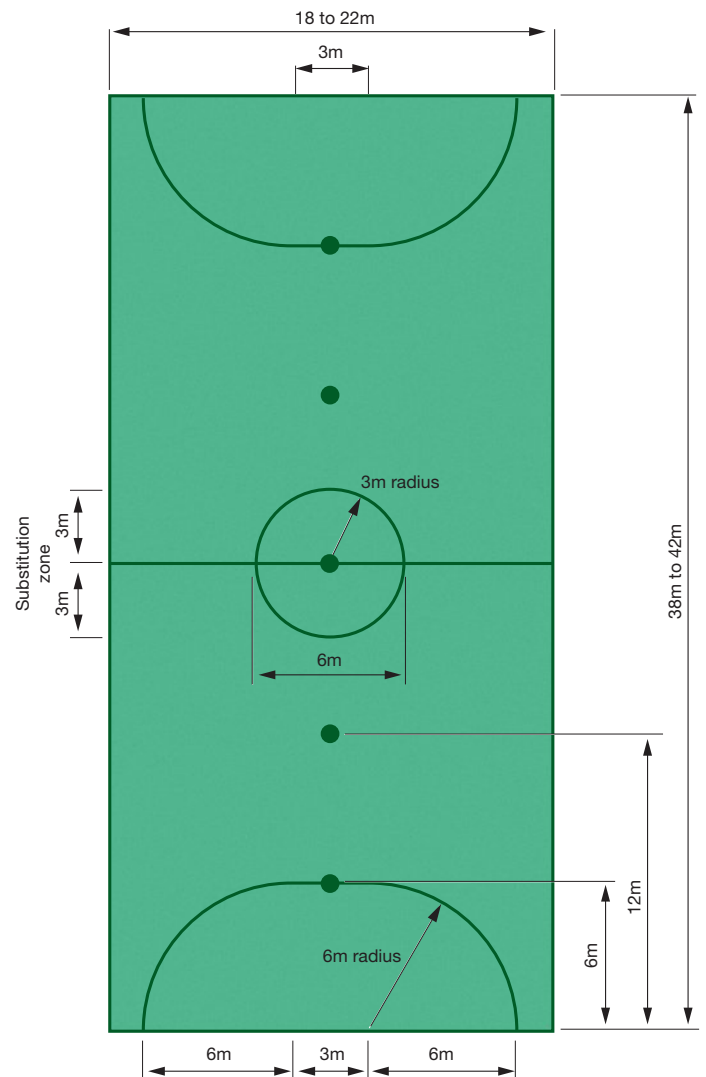 18 to 22m
3m
3m radius
3m
Substitution
zone
3m
38m to 42m
6m
12m
6m
6m radius
6m
3m
6m